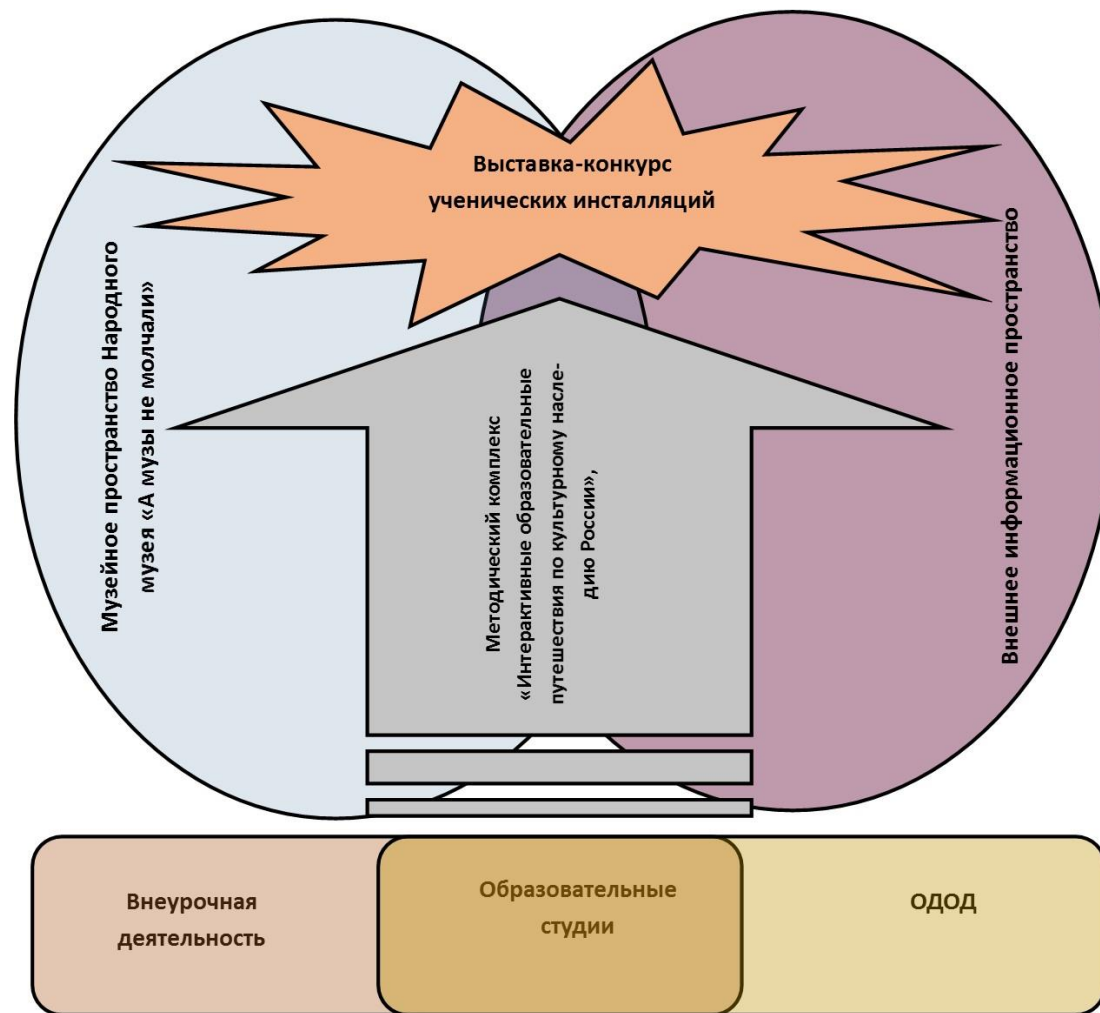 Выставка-конкурс
ученических инсталляций
Музейное пространство Народного
музея «А музы не молчали»
Методический комплекс
«Интерактивные образовательные
путешествия по культурному насле-
дию России»,
Внешнее информационное пространство
Внеурочная
деятельность
Образовательные
студии
ОДОД